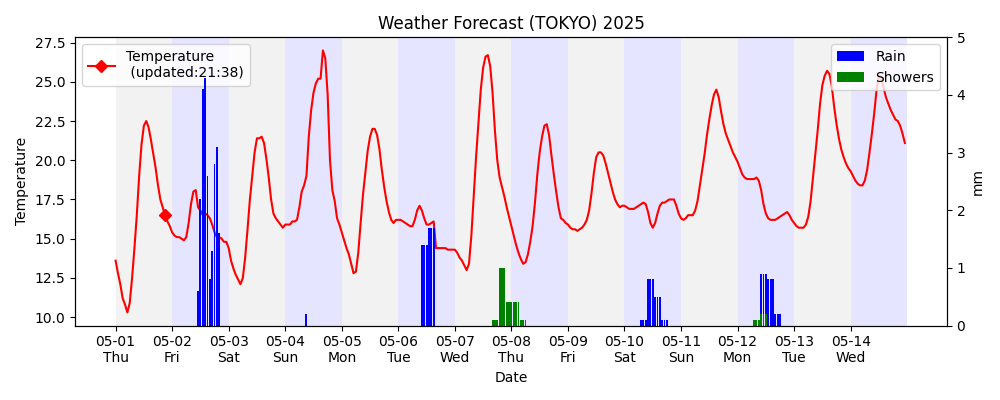 Weather Forecast (TOKYO) 2025
Temperature
(updated:21:38)
Rain
Showers
27.5
25.0
22.5
20.0
17.5
15.0
12.5
10.0
Temperature
5
4
3
2
1
0
mm
05-01 05-02 05-03 05-04 05-05 05-06 05-07 05-08 05-09 05-10 05-11 05-12 05-13 05-14
Thu Fri Sat Sun Mon Tue Wed Thu Fri Sat Sun Mon Tue Wed
Date